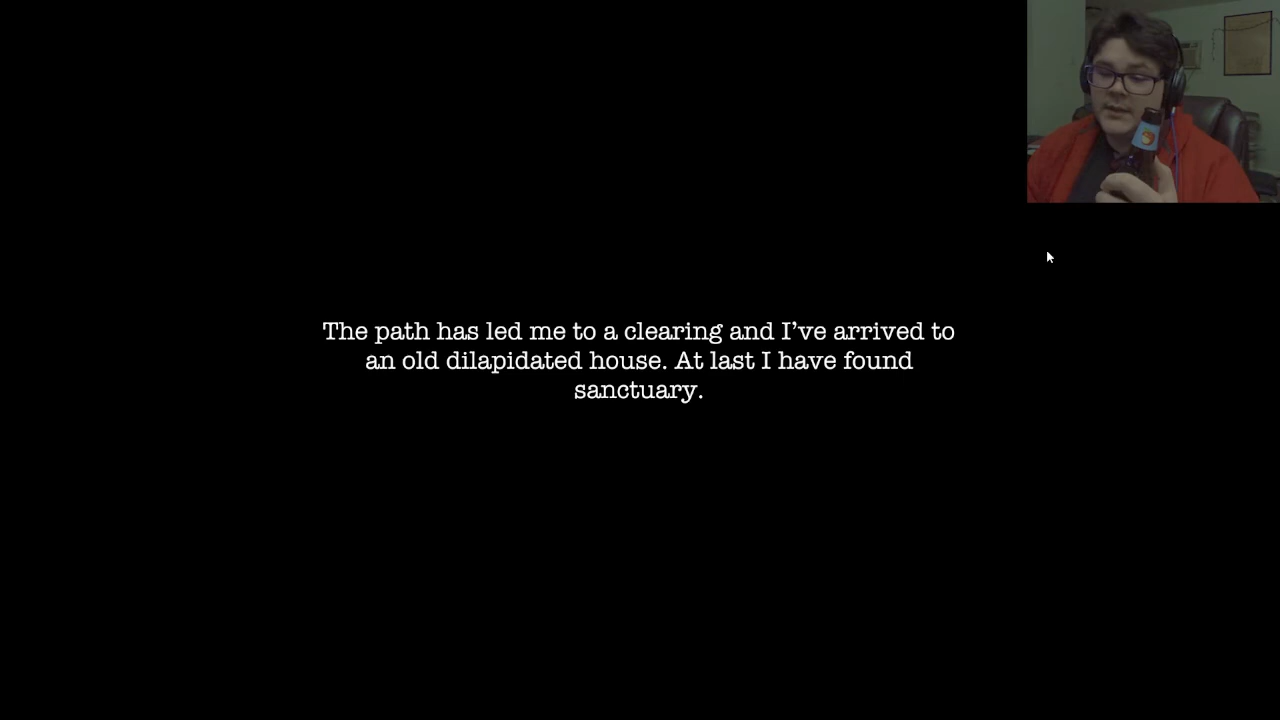 The path has led me to a clearing and I’ve arrived to
an old dilapidated house. At last I have found
sanctuary.